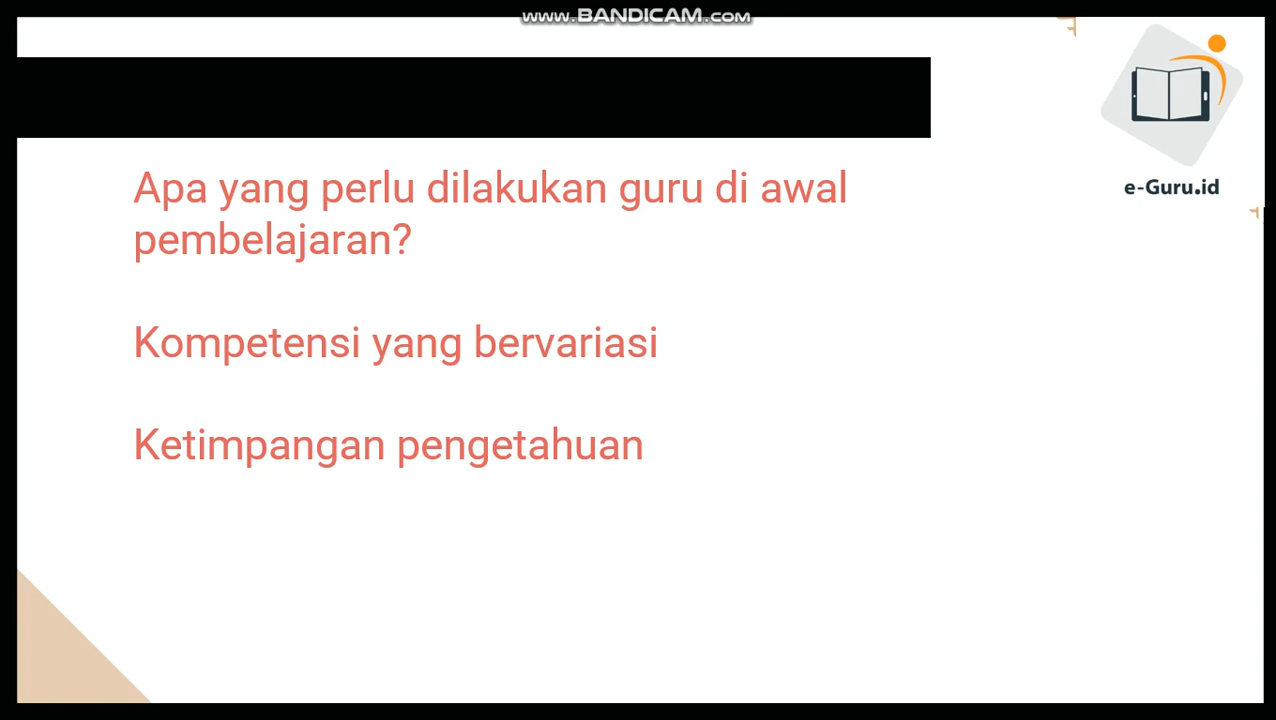 www.BANDICAM.com
e-Guru.id
Apa yang perlu dilakukan guru di awal
pembelajaran?
Kompetensi yang bervariasi
Ketimpangan pengetahuan